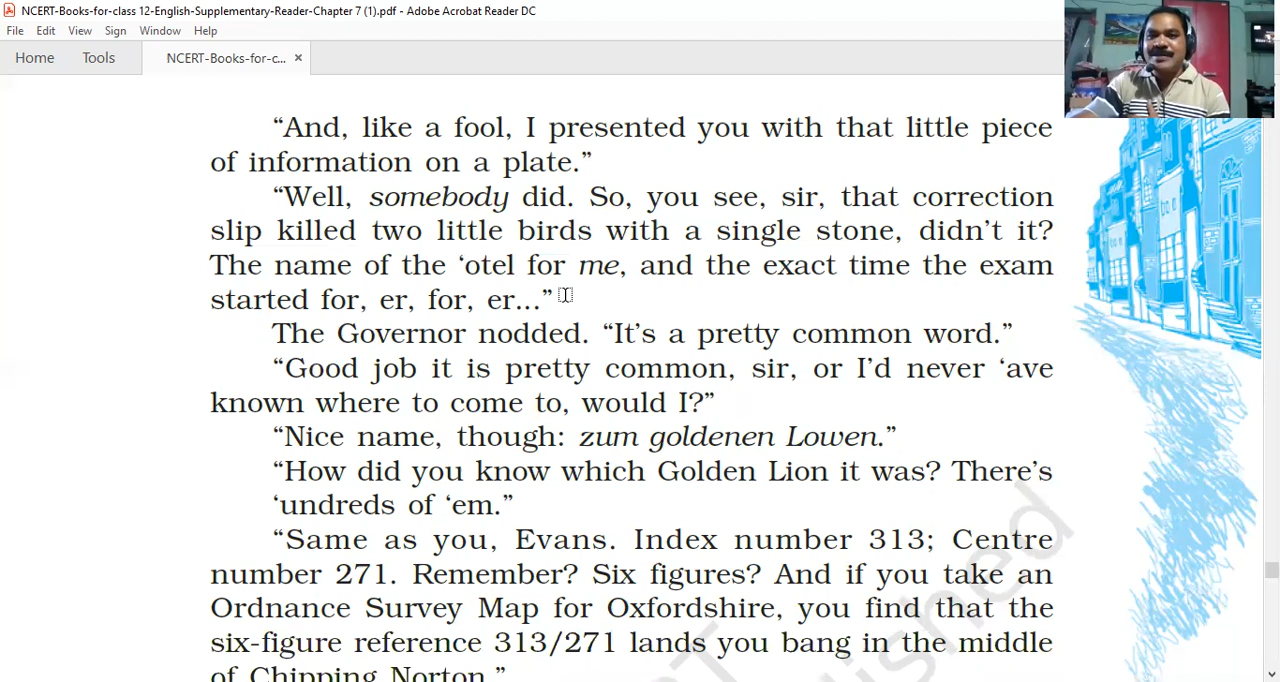 NCERT-Books-for-class 12-English-Supplementary-Reader-Chapter 7 (1).pdf - Adobe Acrobat Reader DC
File Edit View Sign Window Help
Home Tools NCERT-Books-for-c... ×
“And, like a fool, I presented you with that little piece
of information on a plate.”
“Well, somebody did. So, you see, sir, that correction
slip killed two little birds with a single stone, didn’t it?
The name of the ‘otel for me, and the exact time the exam
started for, er, for, er...”
The Governor nodded. “It’s a pretty common word.”
“Good job it is pretty common, sir, or I’d never ‘ave
known where to come to, would I?”
“Nice name, though: zum goldenen Lowen.”
“How did you know which Golden Lion it was? There’s
‘undreds of ‘em.”
“Same as you, Evans. Index number 313; Centre
number 271. Remember? Six figures? And if you take an
Ordnance Survey Map for Oxfordshire, you find that the
six-figure reference 313/271 lands you bang in the middle
of Chipping Norton.”